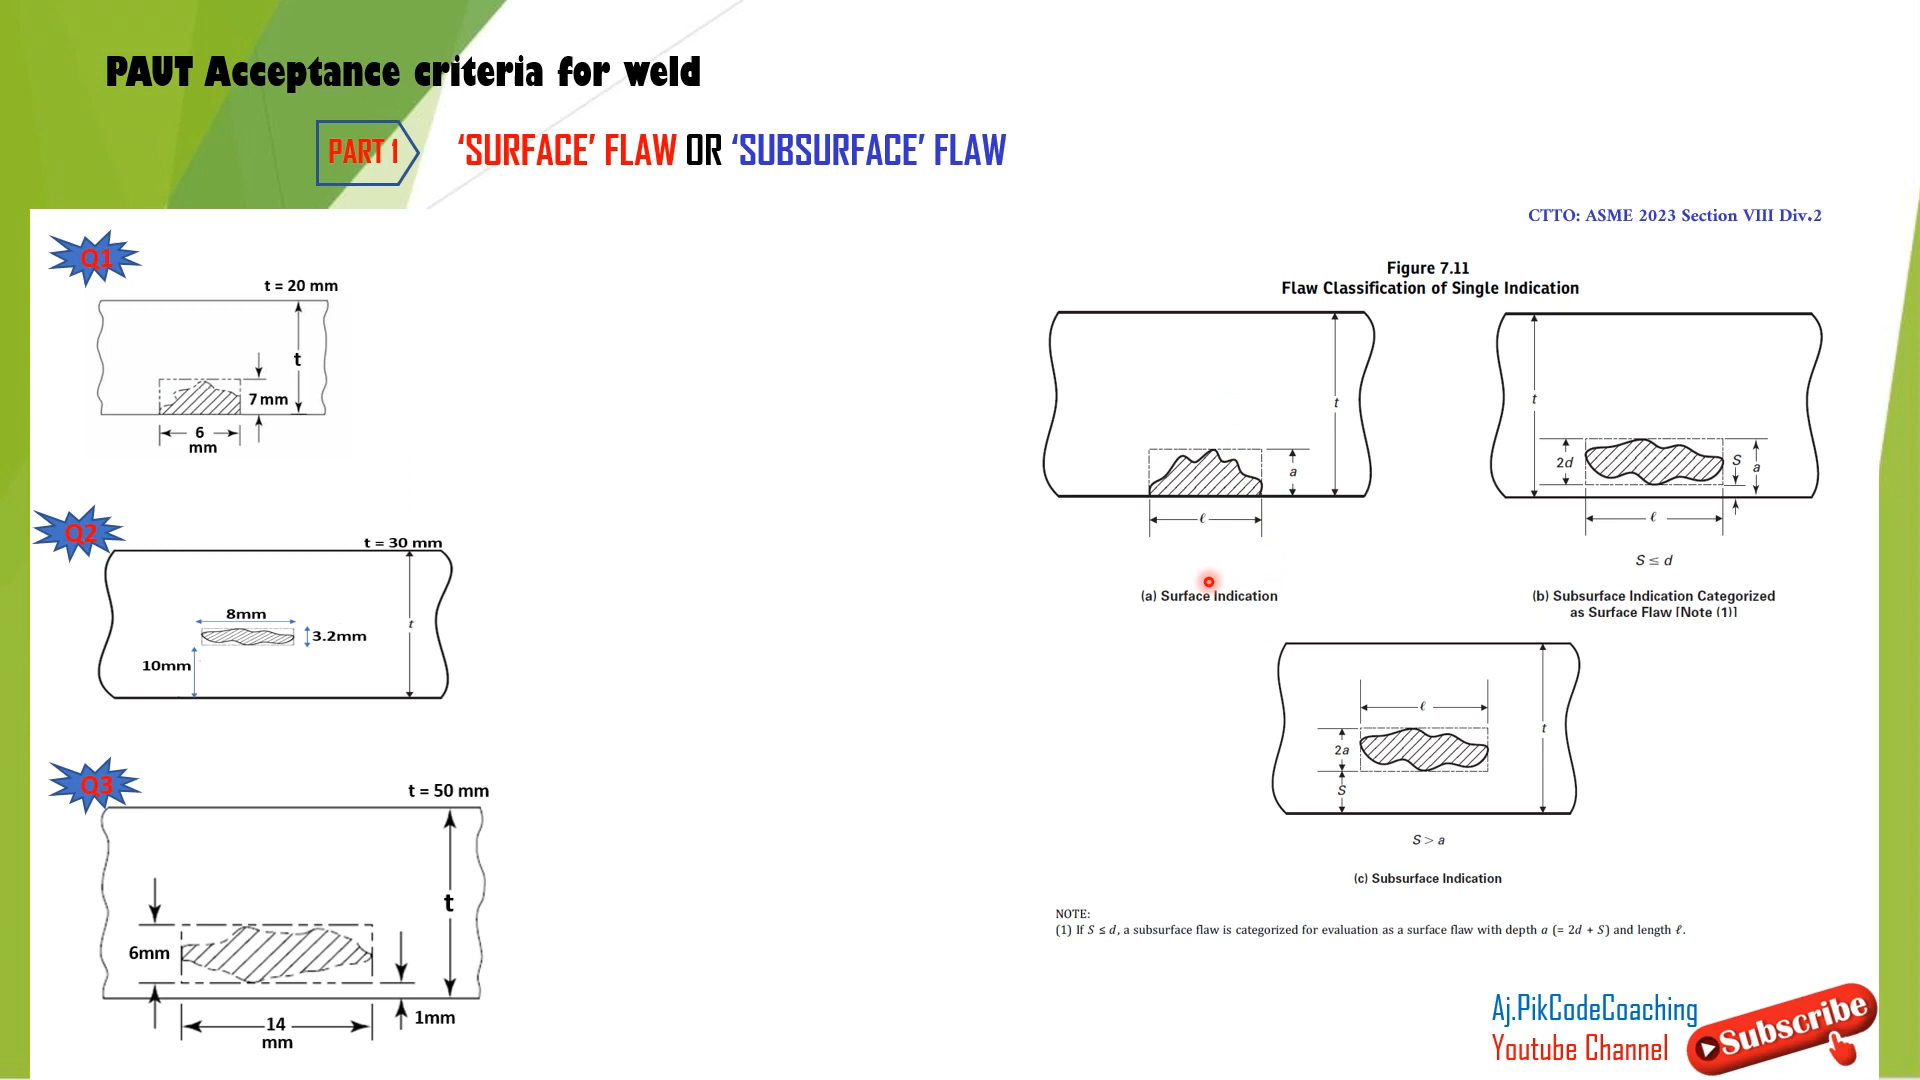 PAUT Acceptance criteria for weld
PART 1
‘SURFACE’ FLAW OR ‘SUBSURFACE’ FLAW
CTTO: ASME 2023 Section VIII Div.2
Q1
t = 20 mm
t
7mm
6
mm
Q2
t = 30 mm
8mm
3.2mm
10mm
t
Q3
t = 50 mm
t
6mm
14
mm
1mm
Figure 7.11
Flaw Classification of Single Indication
t
a
ℓ
(a) Surface Indication
t
2d
S
a
ℓ
S ≤ d
(b) Subsurface Indication Categorized
as Surface Flaw [Note (1)]
ℓ
2a
S
t
S > a
(c) Subsurface Indication
NOTE:
(1) If S ≤ d, a subsurface flaw is categorized for evaluation as a surface flaw with depth a (= 2d + S) and length ℓ.
Aj.PikCodeCoaching
Youtube Channel
Subscribe